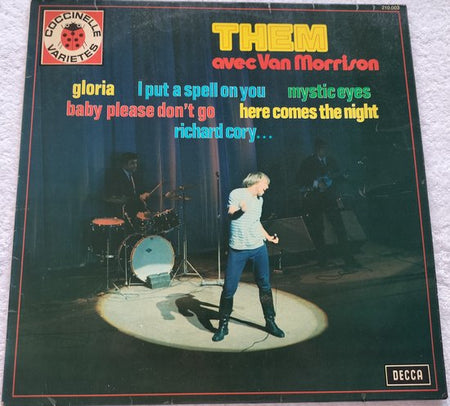 COCCINELLE
VARIETES
210.003
THEM
avec Van Morrison
gloria I put a spell on you mystic eyes
baby please don't go here comes the night
richard cory...
DECCA